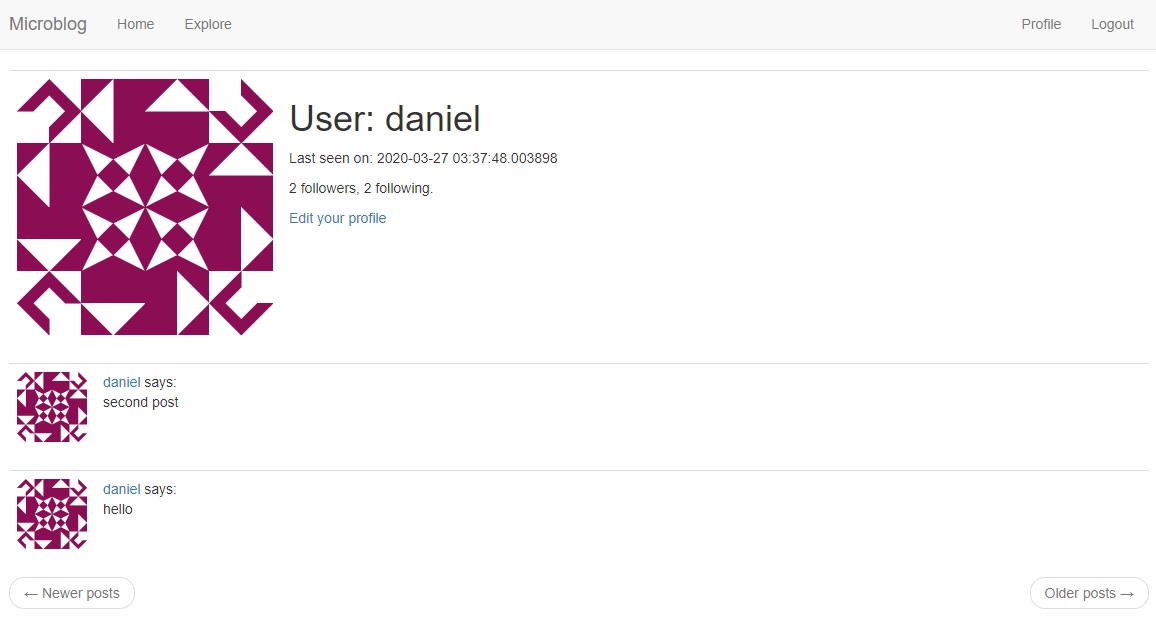 Microblog Home Explore Profile Logout
User: daniel
Last seen on: 2020-03-27 03:37:48.003898
2 followers, 2 following.
Edit your profile
daniel says:
second post
daniel says:
hello
← Newer posts Older posts →